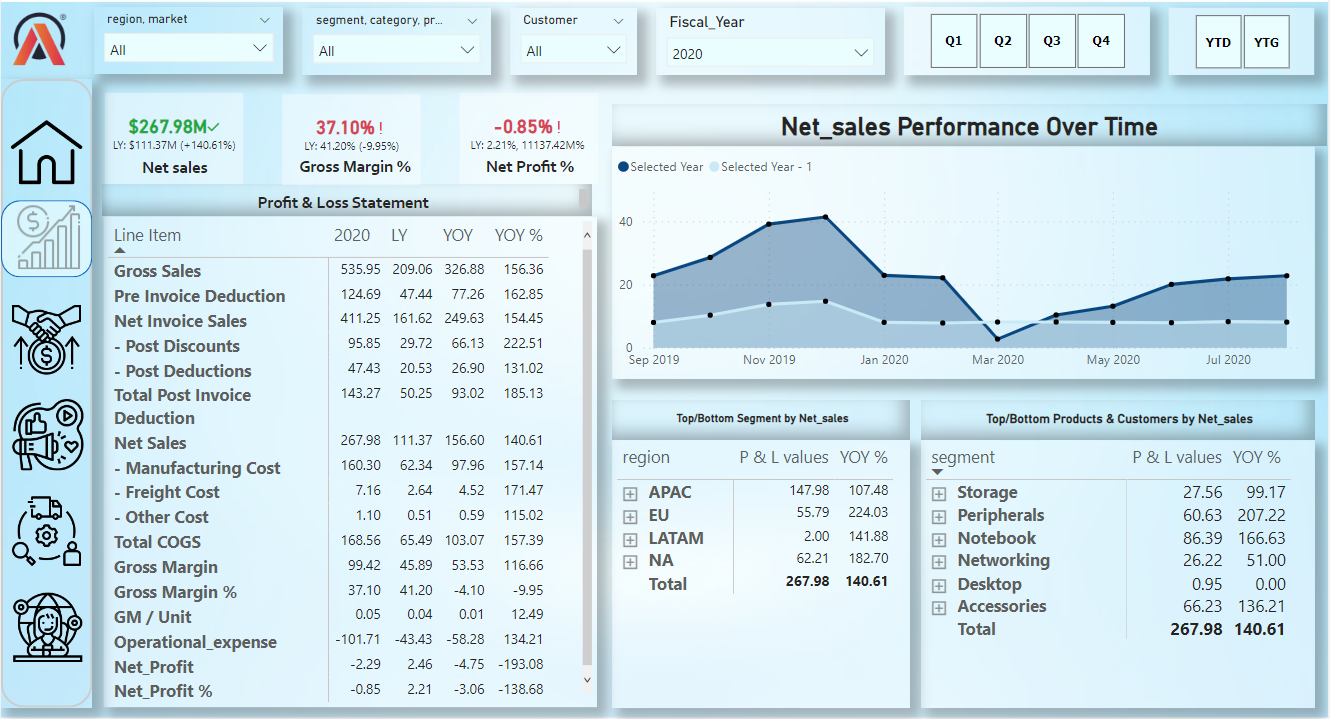 region, market
All
segment, category, pr...
All
Customer
All
Fiscal_Year
2020
Q1 Q2 Q3 Q4
YTD YTG
$267.98M
LY: $111.37M (+140.61%)
Net sales
37.10% !
LY: 41.20% (-9.95%)
Gross Margin %
-0.85% !
LY: 2.21%, 11137.42M%
Net Profit %
Profit & Loss Statement
Line Item 2020 LY YOY YOY %
Gross Sales 535.95 209.06 326.88 156.36
Pre Invoice Deduction 124.69 47.44 77.26 162.85
Net Invoice Sales 411.25 161.62 249.63 154.45
- Post Discounts 95.85 29.72 66.13 222.51
- Post Deductions 47.43 20.53 26.90 131.02
Total Post Invoice 143.27 50.25 93.02 185.13
Deduction
Net Sales 267.98 111.37 156.60 140.61
- Manufacturing Cost 160.30 62.34 97.96 157.14
- Freight Cost 7.16 2.64 4.52 171.47
- Other Cost 1.10 0.51 0.59 115.02
Total COGS 168.56 65.49 103.07 157.39
Gross Margin 99.42 45.89 53.53 116.66
Gross Margin % 37.10 41.20 -4.10 -9.95
GM / Unit 0.05 0.04 0.01 12.49
Operational_expense -101.71 -43.43 -58.28 134.21
Net_Profit -2.29 2.46 -4.75 -193.08
Net_Profit % -0.85 2.21 -3.06 -138.68
Net_sales Performance Over Time
Selected Year Selected Year - 1
40
20
0
Sep 2019 Nov 2019 Jan 2020 Mar 2020 May 2020 Jul 2020
Top/Bottom Segment by Net_sales
region P & L values YOY %
APAC 147.98 107.48
EU 55.79 224.03
LATAM 2.00 141.88
NA 62.21 182.70
Total 267.98 140.61
Top/Bottom Products & Customers by Net_sales
segment P & L values YOY %
Storage 27.56 99.17
Peripherals 60.63 207.22
Notebook 86.39 166.63
Networking 26.22 51.00
Desktop 0.95 0.00
Accessories 66.23 136.21
Total 267.98 140.61